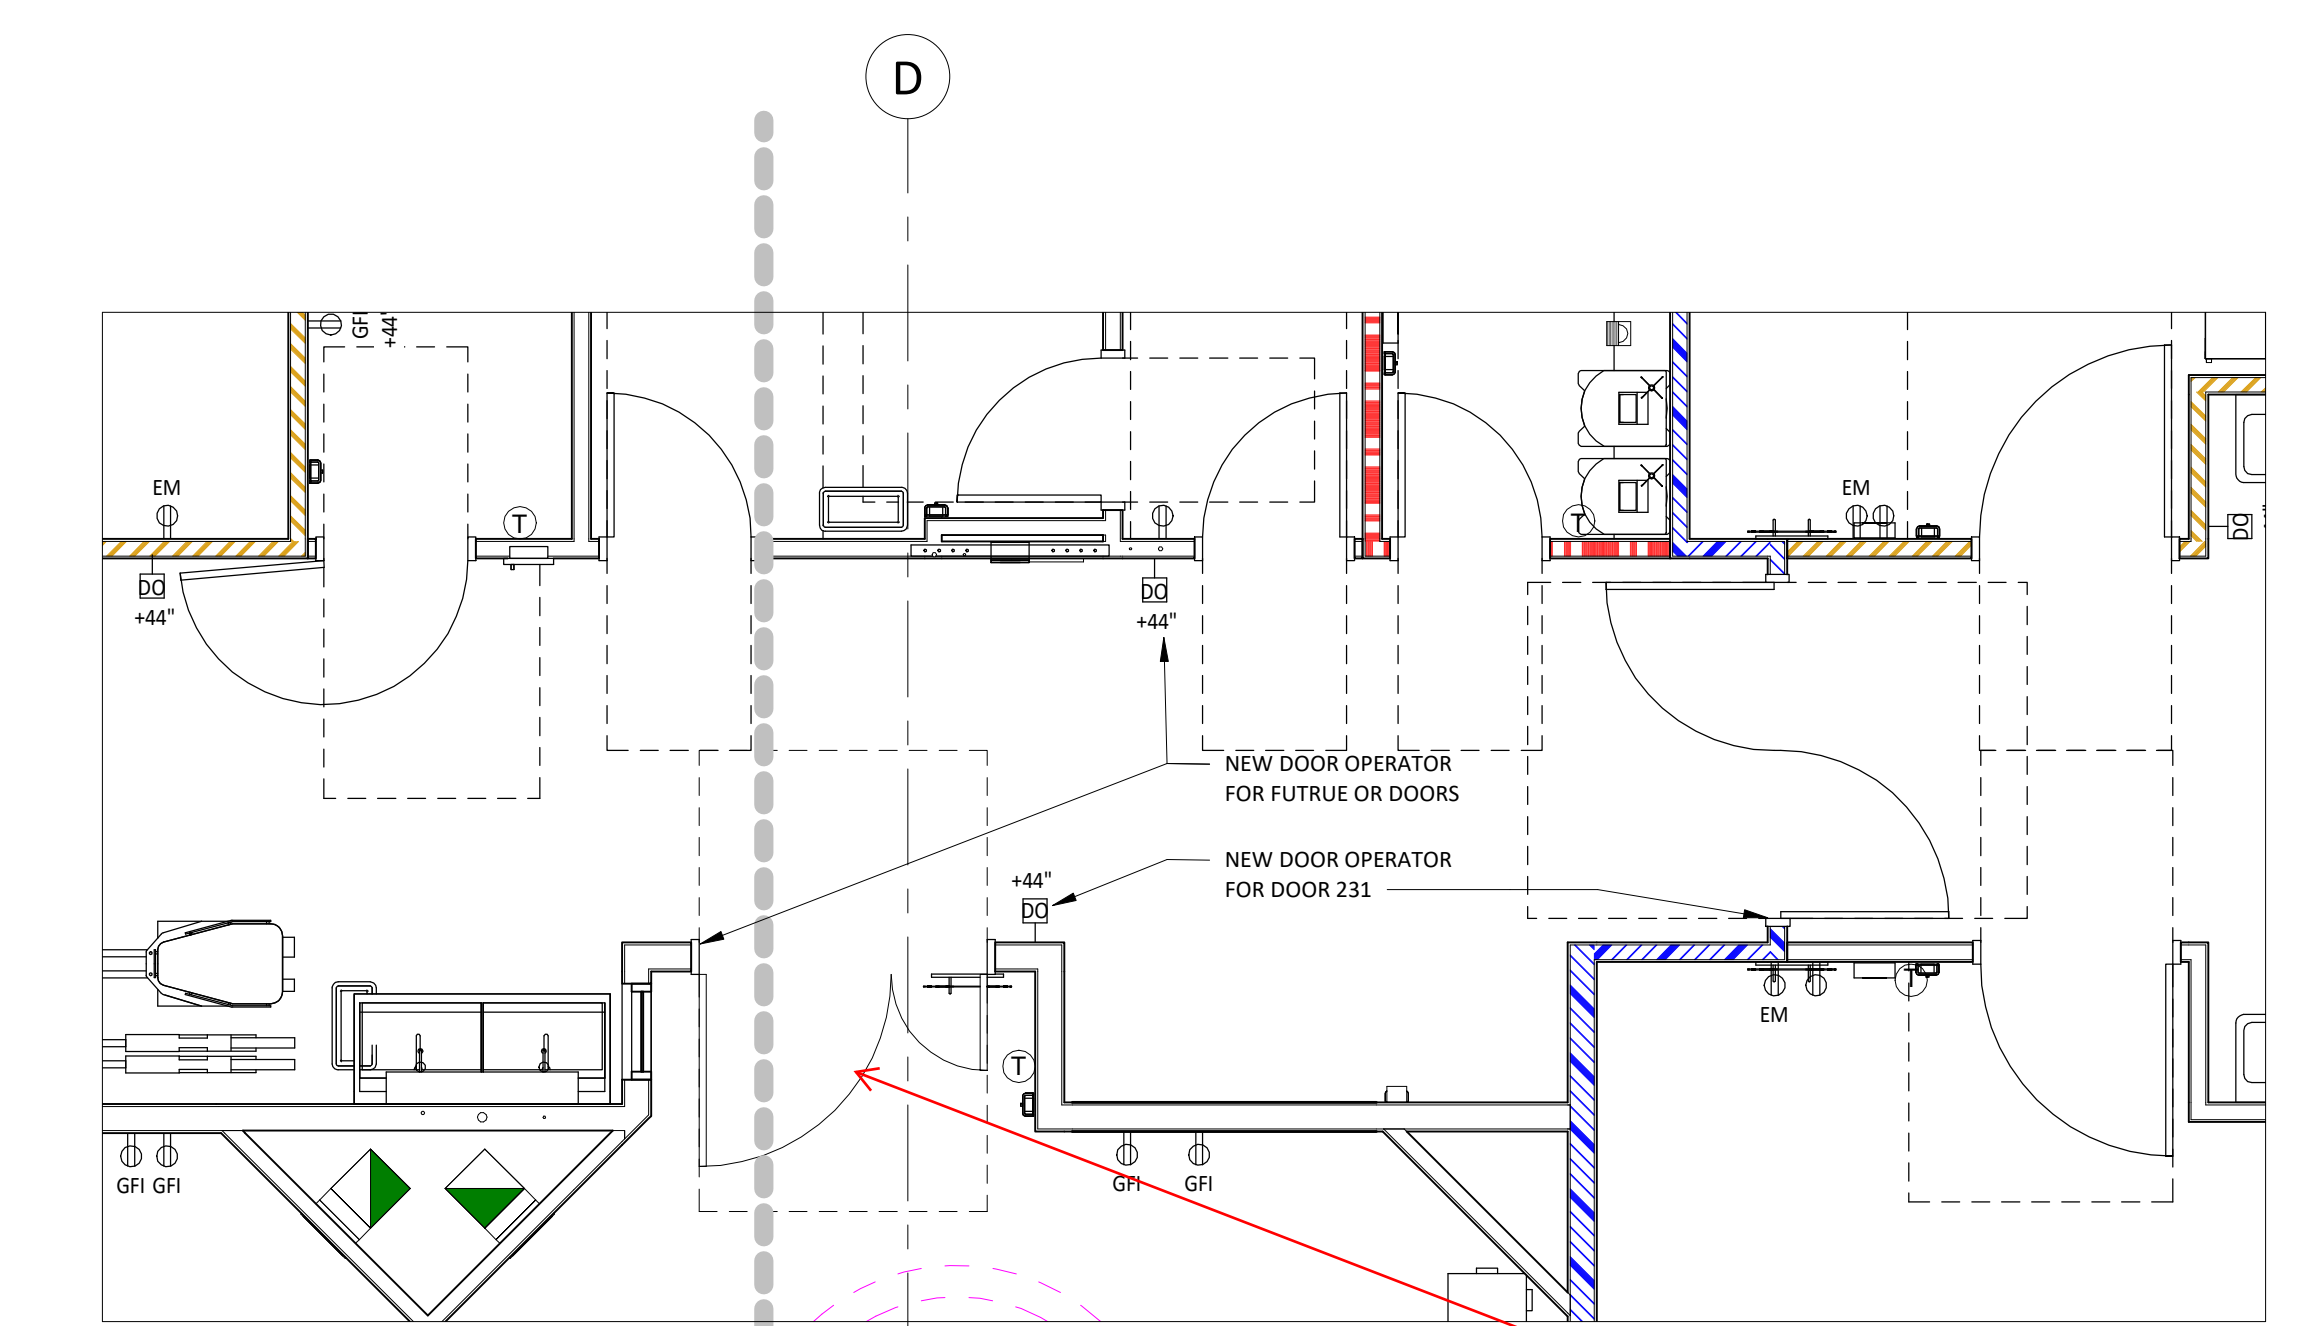 D
GFI
+44"
EM
T
EM
T
DO
DO
+44"
DO
+44"
NEW DOOR OPERATOR
FOR FUTRUE OR DOORS
NEW DOOR OPERATOR
FOR DOOR 231
+44"
DO
T
EM
T
GFI GFI
GFI
GFI